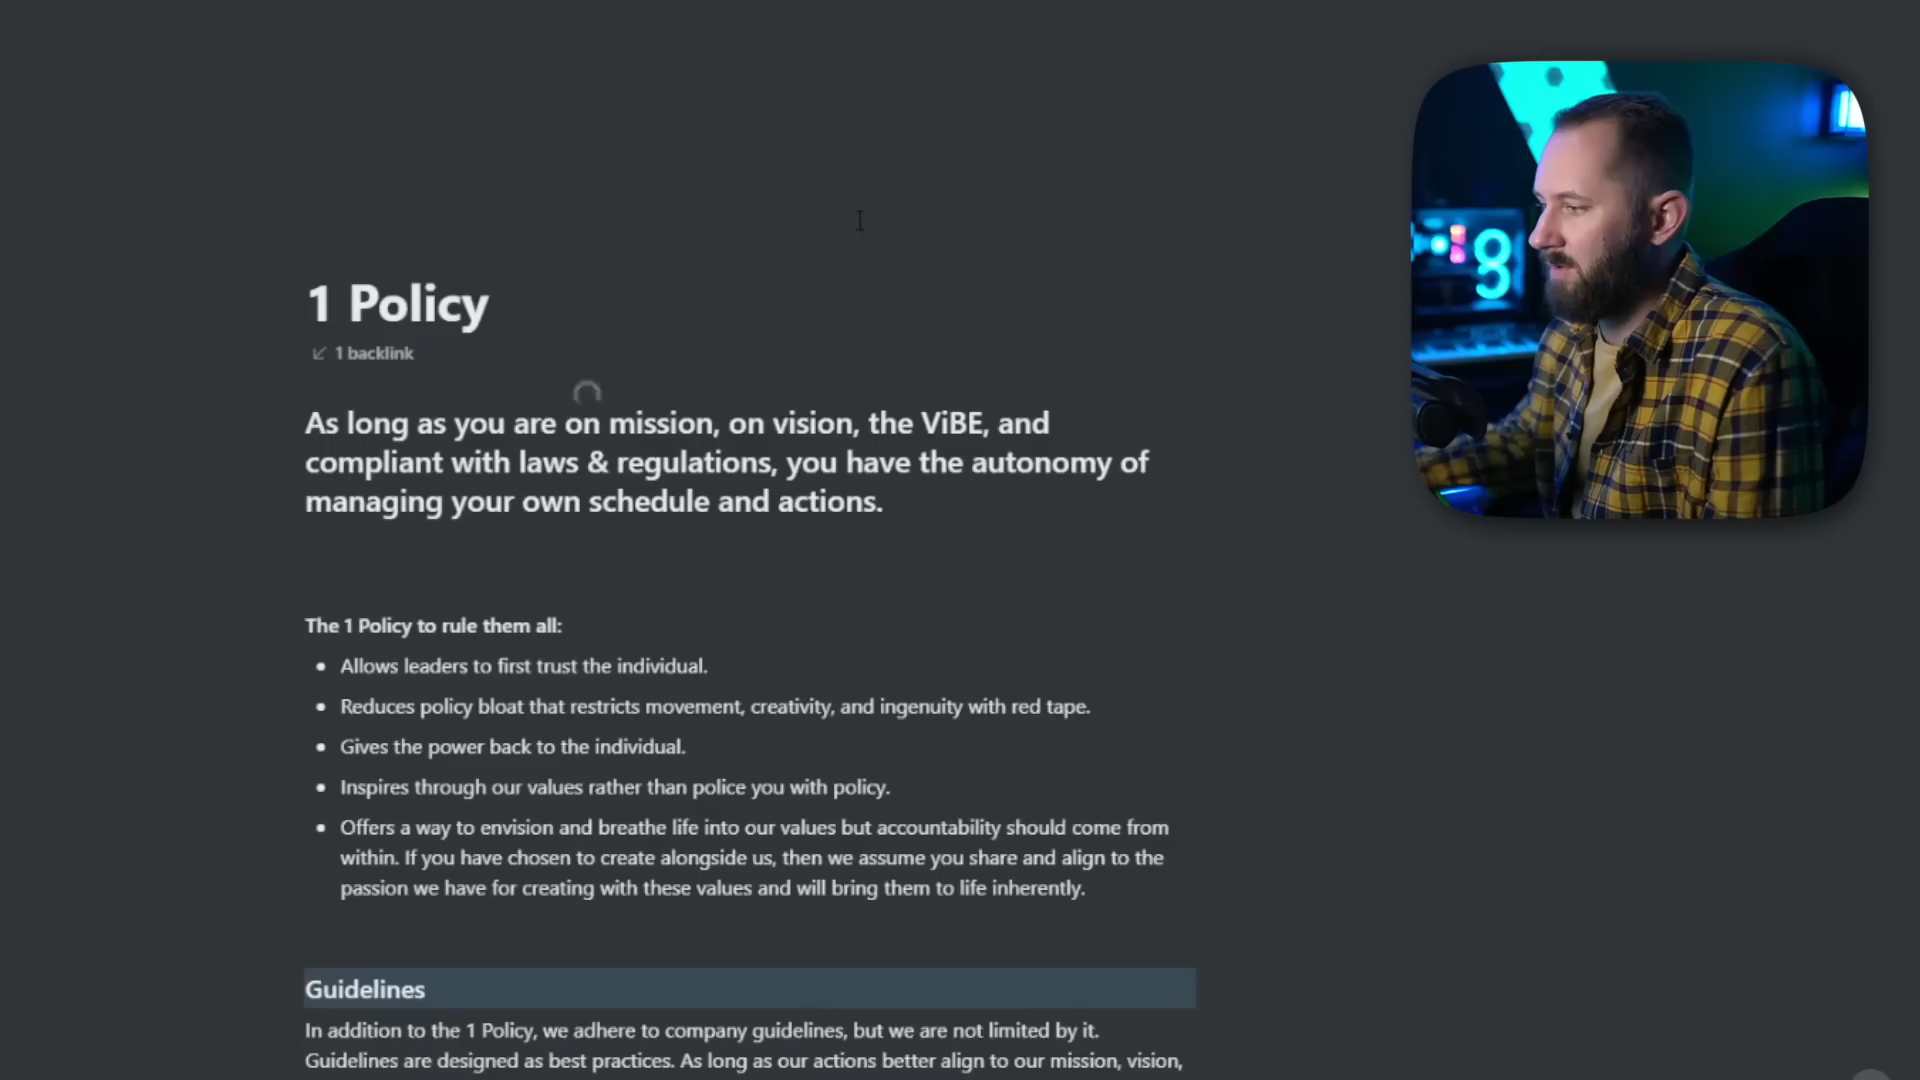 1 Policy
1 backlink
As long as you are on mission, on vision, the ViBE, and
compliant with laws & regulations, you have the autonomy of
managing your own schedule and actions.
The 1 Policy to rule them all:
• Allows leaders to first trust the individual.
• Reduces policy bloat that restricts movement, creativity, and ingenuity with red tape.
• Gives the power back to the individual.
• Inspires through our values rather than police you with policy.
• Offers a way to envision and breathe life into our values but accountability should come from
within. If you have chosen to create alongside us, then we assume you share and align to the
passion we have for creating with these values and will bring them to life inherently.
Guidelines
In addition to the 1 Policy, we adhere to company guidelines, but we are not limited by it.
Guidelines are designed as best practices. As long as our actions better align to our mission, vision,